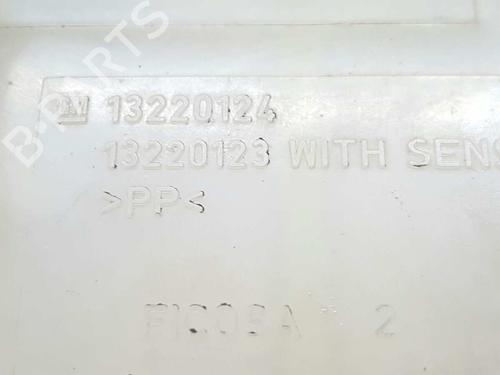 B-PARTS
GM 13220124
13220123 WITH SENS
>PP<
FICOSA 2